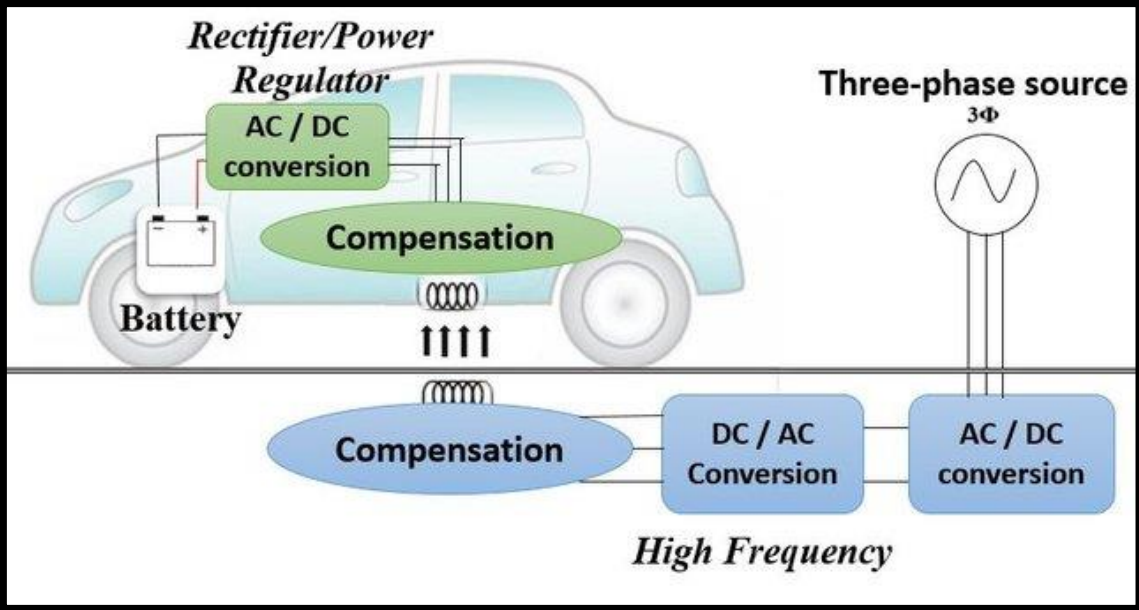 Rectifier/Power
Regulator
AC / DC
conversion
Three-phase source
3Φ
Compensation
− +
Battery
Compensation
DC / AC
Conversion
AC / DC
conversion
High Frequency